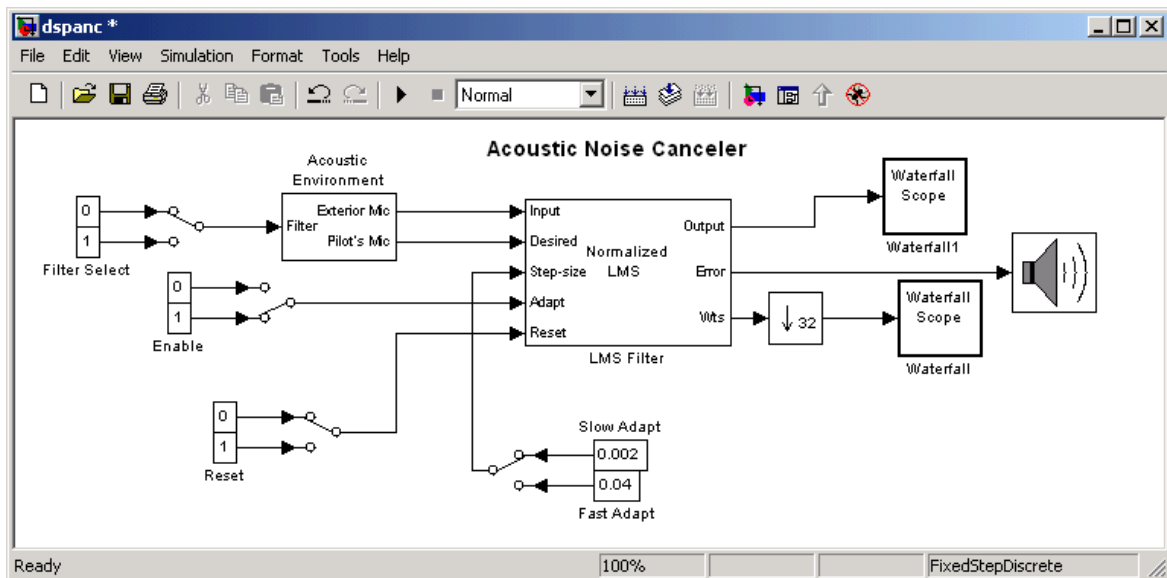 dspanc *
File Edit View Simulation Format Tools Help
Normal
Acoustic Noise Canceler
Acoustic
Environment
Filter
Exterior Mic
Pilot's Mic
0
1
Filter Select
0
1
Enable
0
1
Reset
Input
Desired
Step-size
Adapt
Reset
Normalized
LMS
Output
Error
Wts
LMS Filter
Waterfall
Scope
Waterfall1
32
Waterfall
Scope
Waterfall
Slow Adapt
0.002
0.04
Fast Adapt
Ready
100%
FixedStepDiscrete